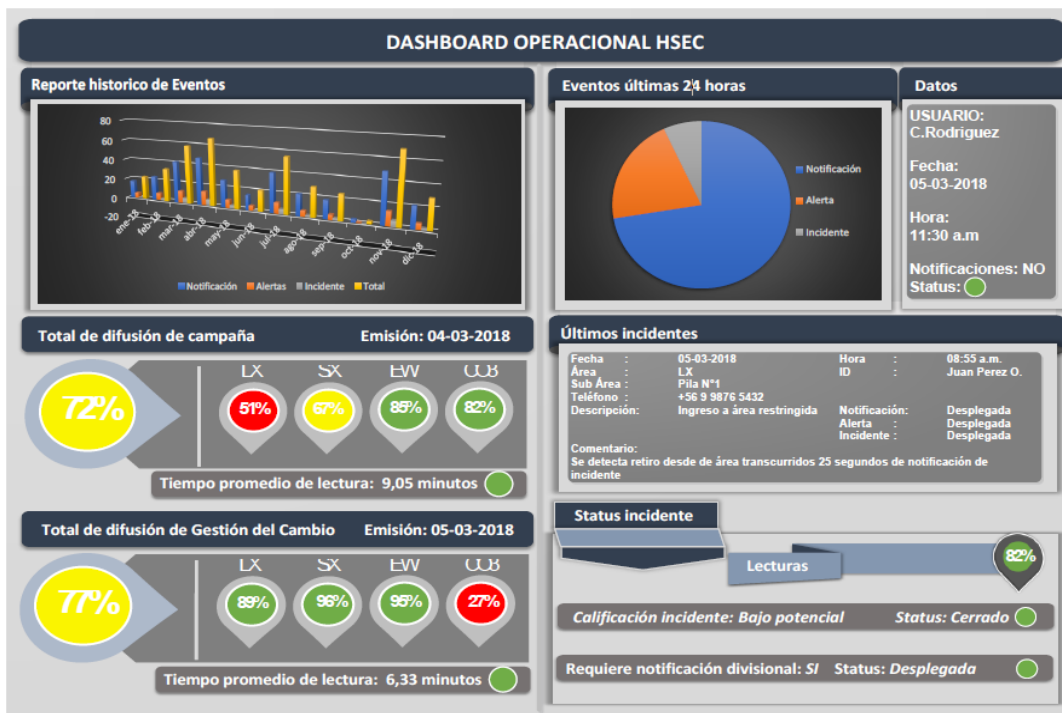 DASHBOARD OPERACIONAL HSEC
Reporte historico de Eventos
80
60
40
20
0
-20
ene-18
feb-18
mar-18
abr-18
may-18
jun-18
jul-18
ago-18
sep-18
oct-18
nov-18
dic-18
Notificación Alertas Incidente Total
Eventos últimas 24 horas
Notificación
Alerta
Incidente
Datos
USUARIO:
C.Rodriguez
Fecha:
05-03-2018
Hora:
11:30 a.m
Notificaciones: NO
Status:
Total de difusión de campaña Emisión: 04-03-2018
72%
LX SX EW
51% 67% 85% 82%
Tiempo promedio de lectura: 9,05 minutos
Total de difusión de Gestión del Cambio Emisión: 05-03-2018
77%
LX SX EW
89% 96% 95% 27%
Tiempo promedio de lectura: 6,33 minutos
Últimos incidentes
Fecha : 05-03-2018 Hora : 08:55 a.m.
Área : LX ID : Juan Perez O.
Sub Área : Pila N°1
Teléfono : +56 9 9876 5432
Descripción: Ingreso a área restringida Notificación: Desplegada
Alerta : Desplegada
Incidente : Desplegada
Comentario:
Se detecta retiro desde de área transcurridos 25 segundos de notificación de
incidente
Status incidente
Lecturas
82%
Calificación incidente: Bajo potencial Status: Cerrado
Requiere notificación divisional: SI Status: Desplegada